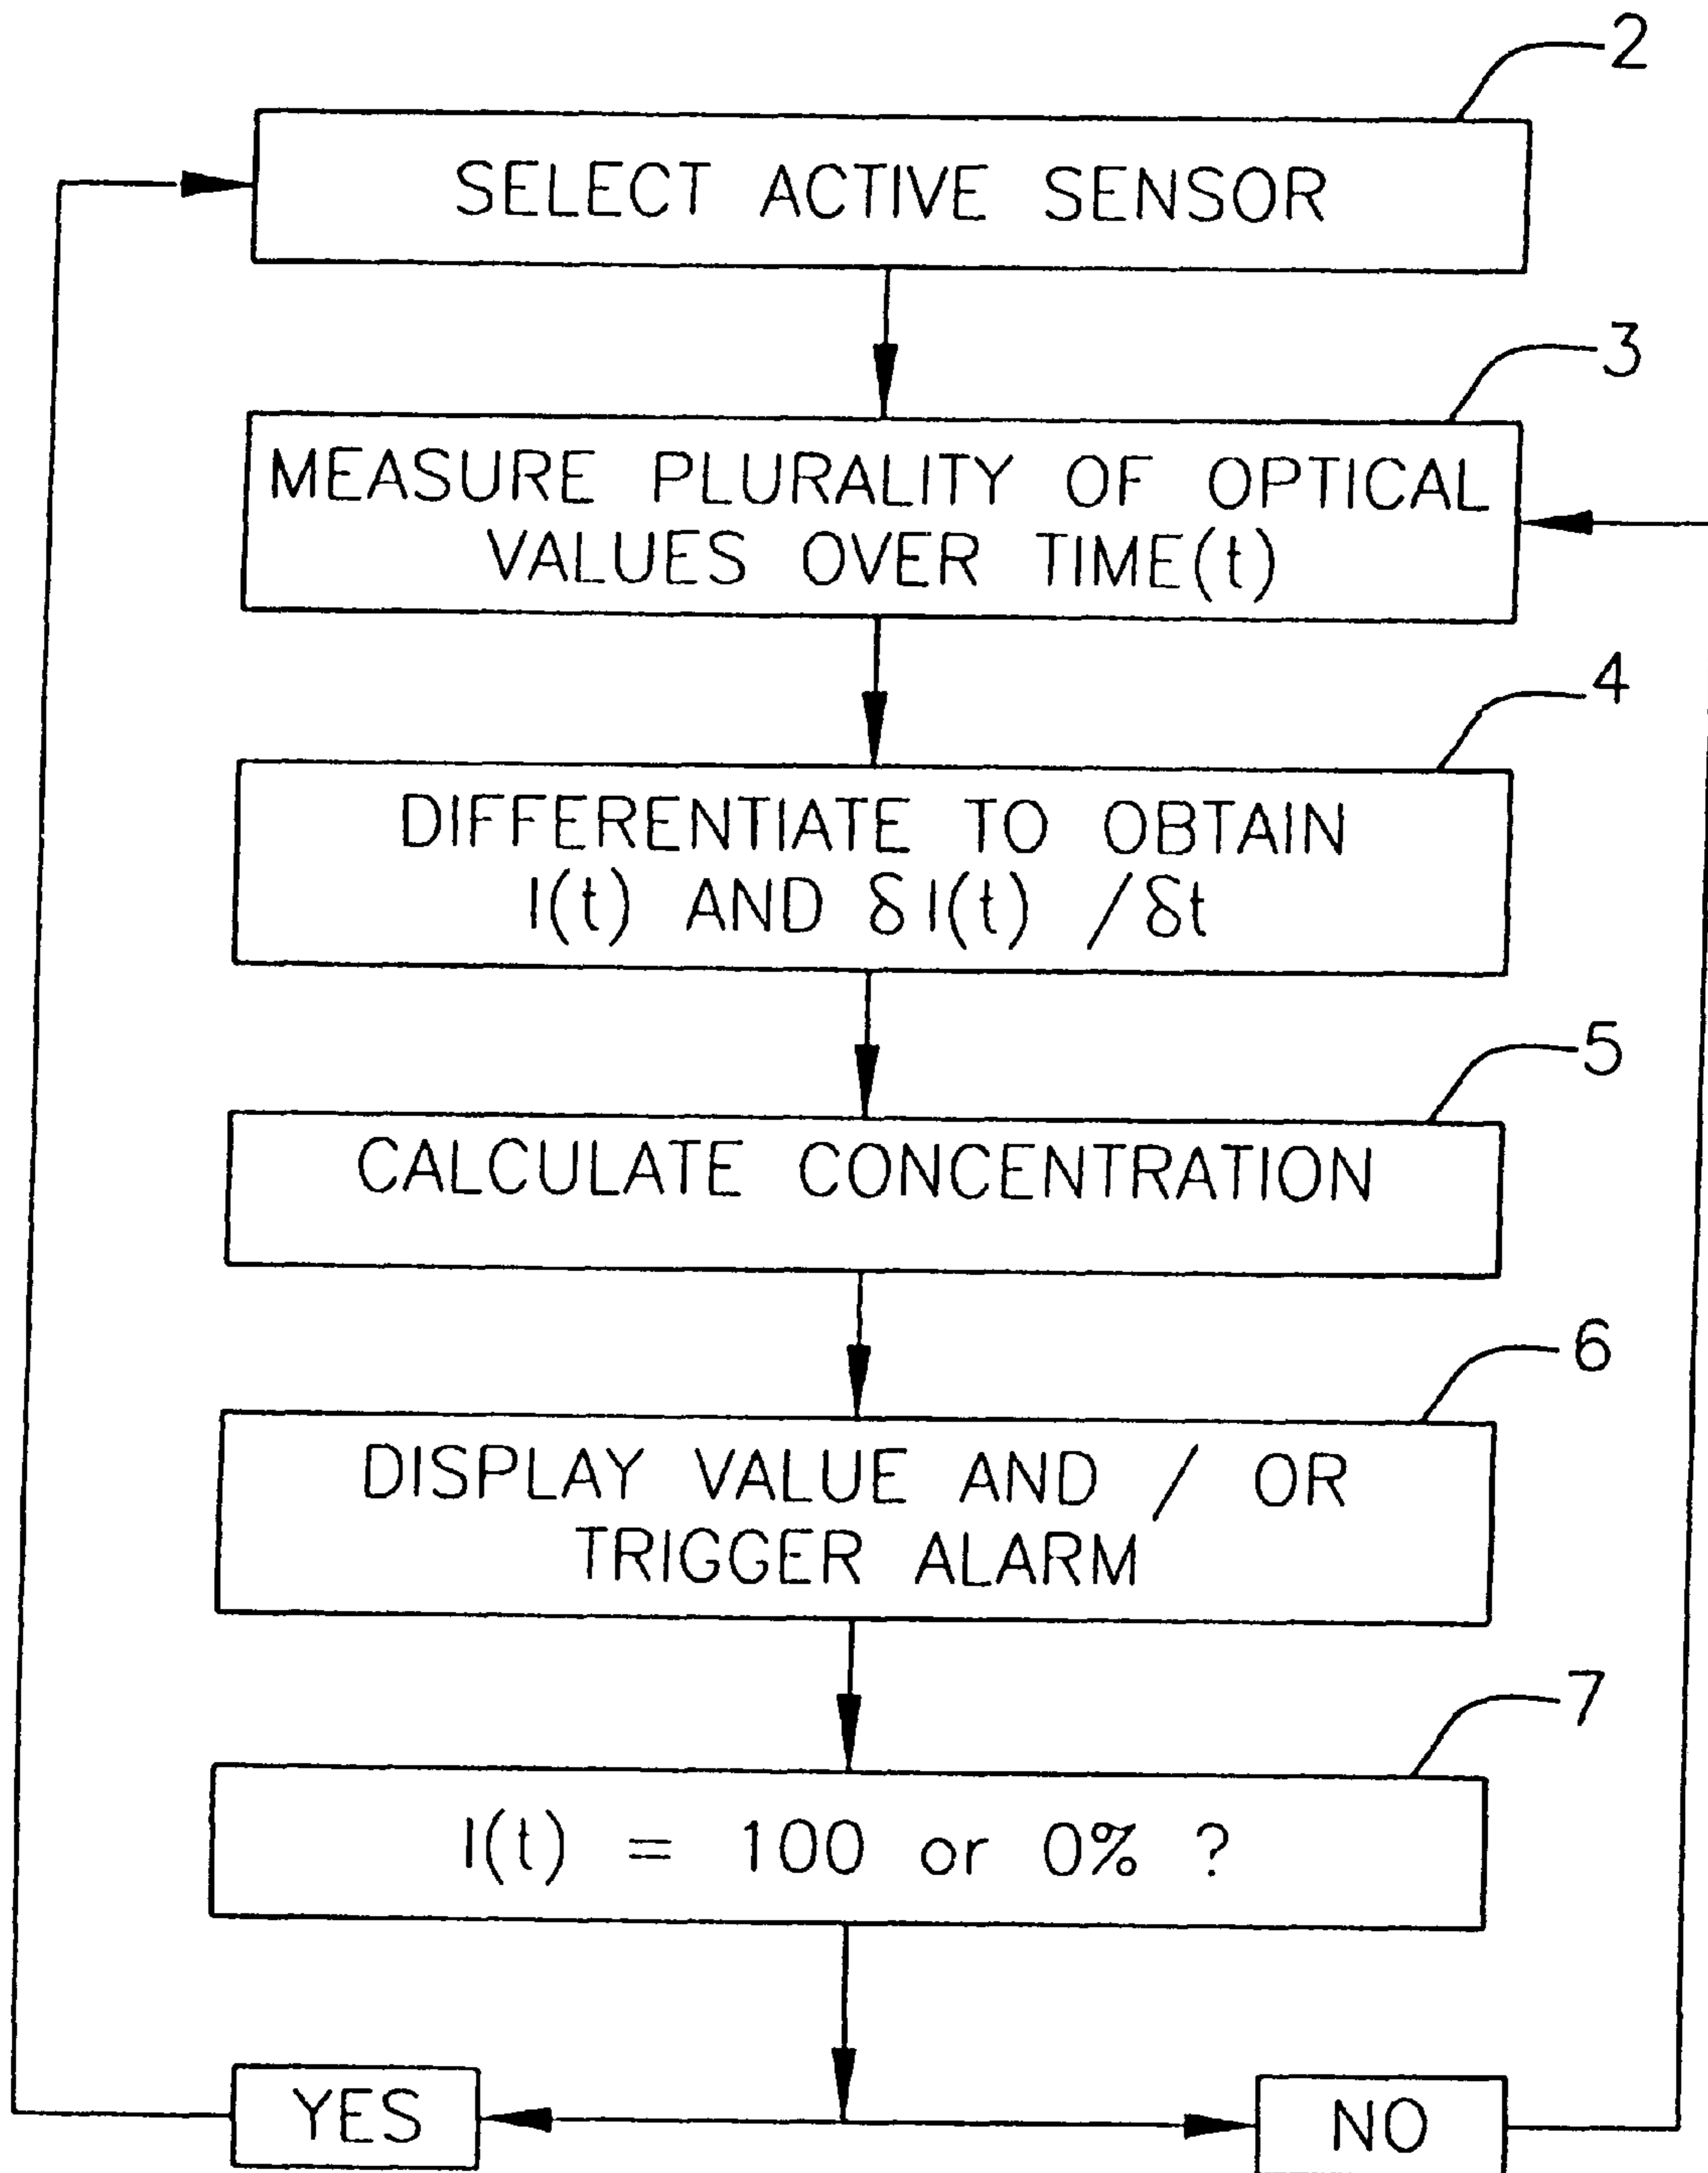 2
SELECT ACTIVE SENSOR
3
MEASURE PLURALITY OF OPTICAL
VALUES OVER TIME(t)
4
DIFFERENTIATE TO OBTAIN
I(t) AND δI(t) /δt
5
CALCULATE CONCENTRATION
6
DISPLAY VALUE AND / OR
TRIGGER ALARM
7
I(t) = 100 or 0% ?
YES
NO